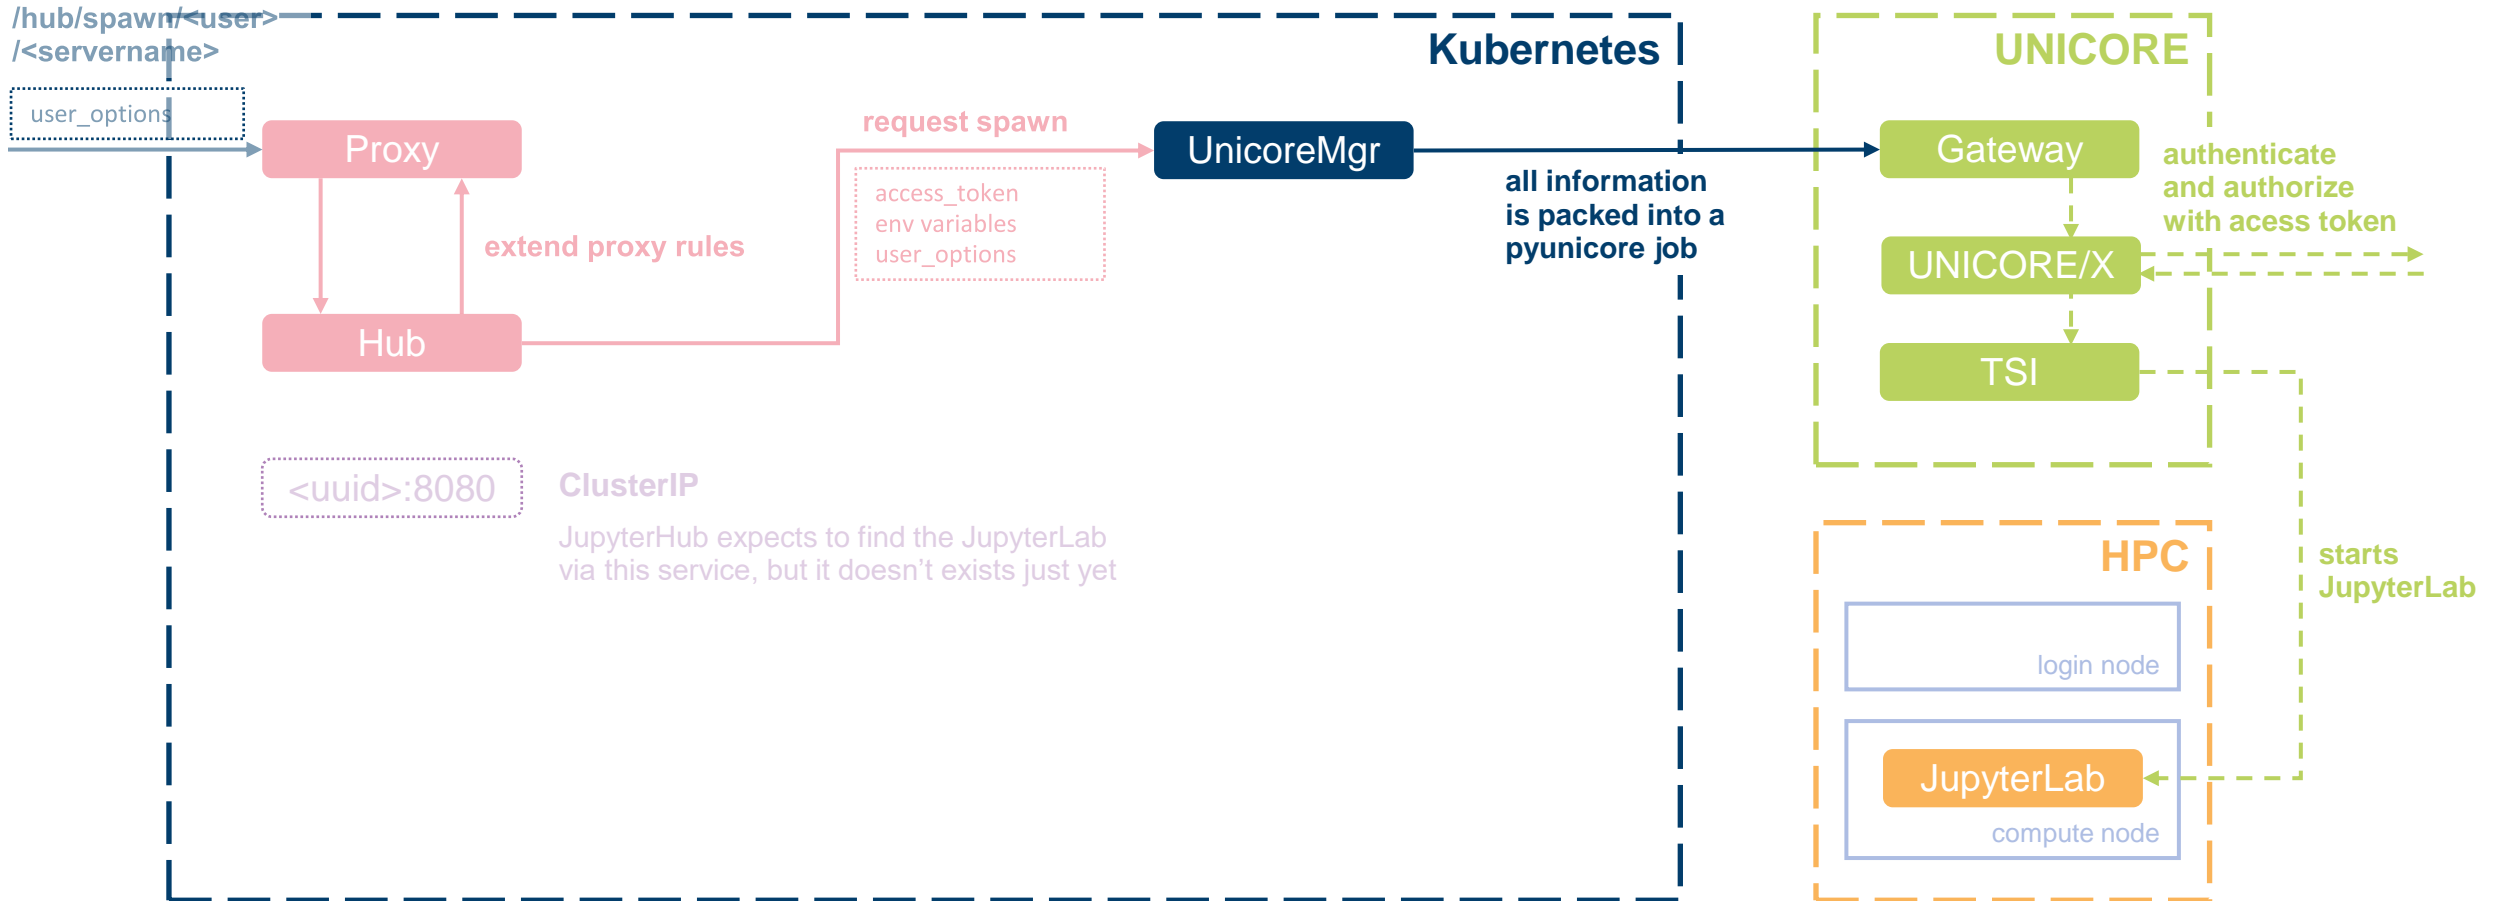 /hub/spawn/<user>
/<servername>
user_options
Proxy
extend proxy rules
Hub
request spawn
access_token
env variables
user_options
Kubernetes
UnicoreMgr
all information
is packed into a
pyunicore job
<uuid>:8080
ClusterIP
JupyterHub expects to find the JupyterLab
via this service, but it doesn’t exists just yet
UNICORE
Gateway
authenticate
and authorize
with acess token
UNICORE/X
TSI
starts
JupyterLab
HPC
login node
JupyterLab
compute node